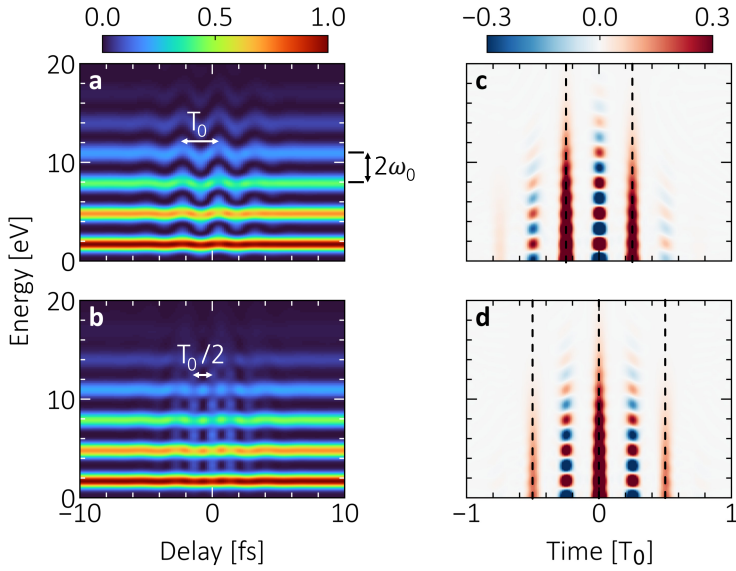 0.0 0.5 1.0
−0.3 0.0 0.3
a
T₀
2ω₀
20
10
0
c
b
T₀/2
20
10
0
d
Energy [eV]
−10 0 10
−1 0 1
Delay [fs]
Time [T₀]